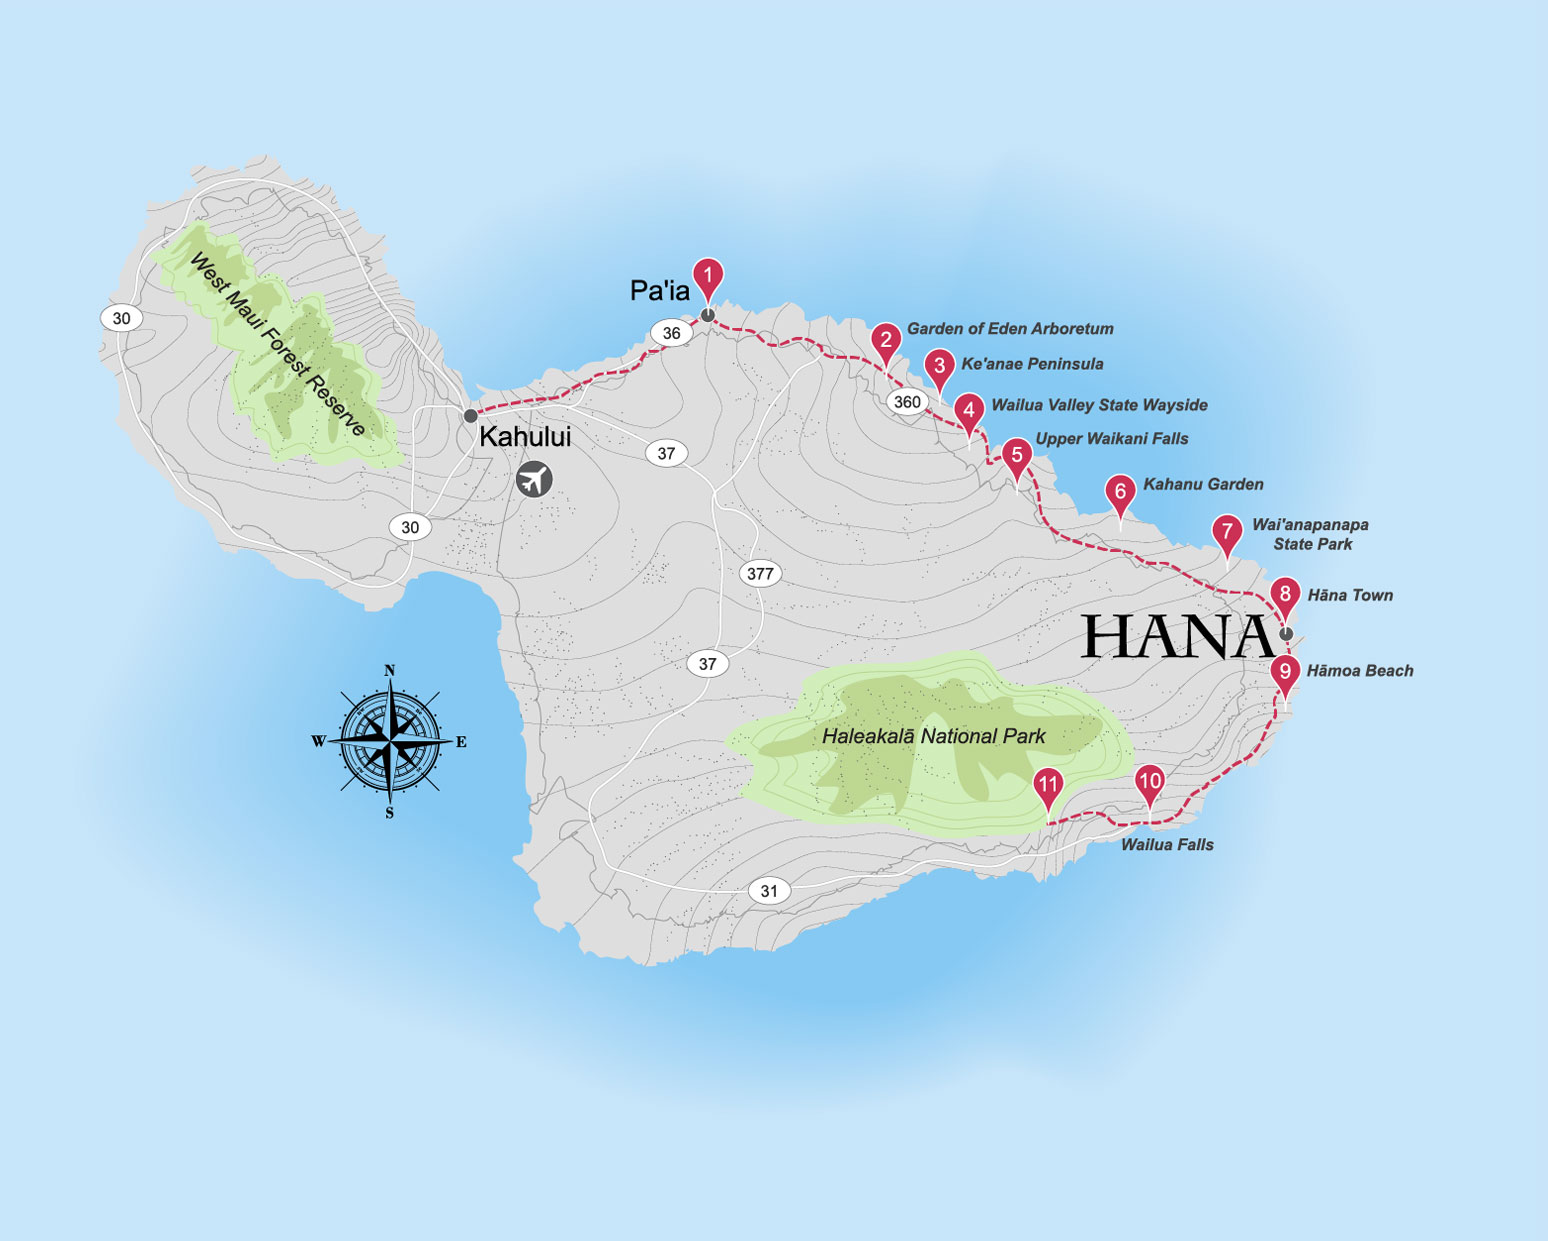 1
Pa'ia
36
2
Garden of Eden Arboretum
3
Ke'anae Peninsula
360
4
Wailua Valley State Wayside
5
Upper Waikani Falls
6
Kahanu Garden
7
Wai'anapanapa
State Park
8
Hāna Town
HANA
9
Hāmoa Beach
10
Wailua Falls
11
Haleakalā National Park
West Maui Forest Reserve
30
Kahului
37
30
377
37
31
N
W
E
S